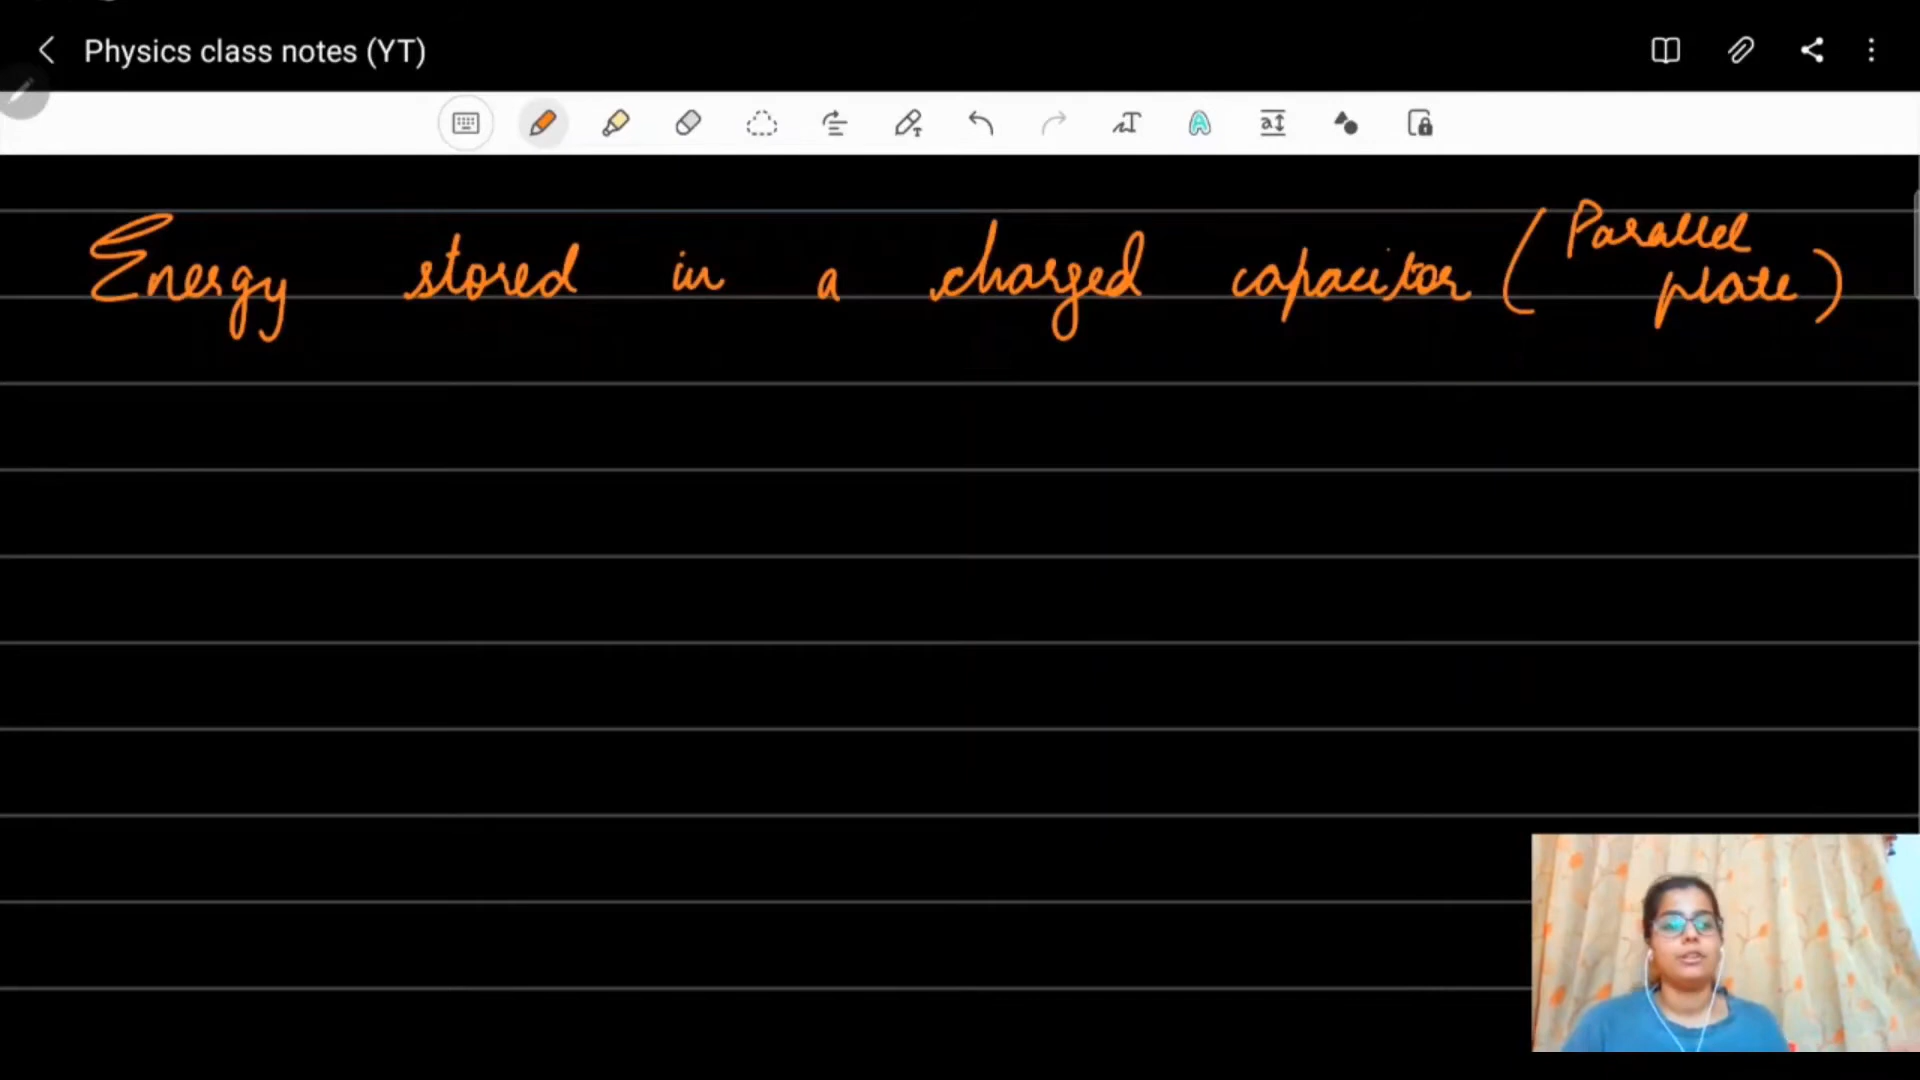 Physics class notes (YT)
Energy stored in a charged capacitor (Parallel
plate)